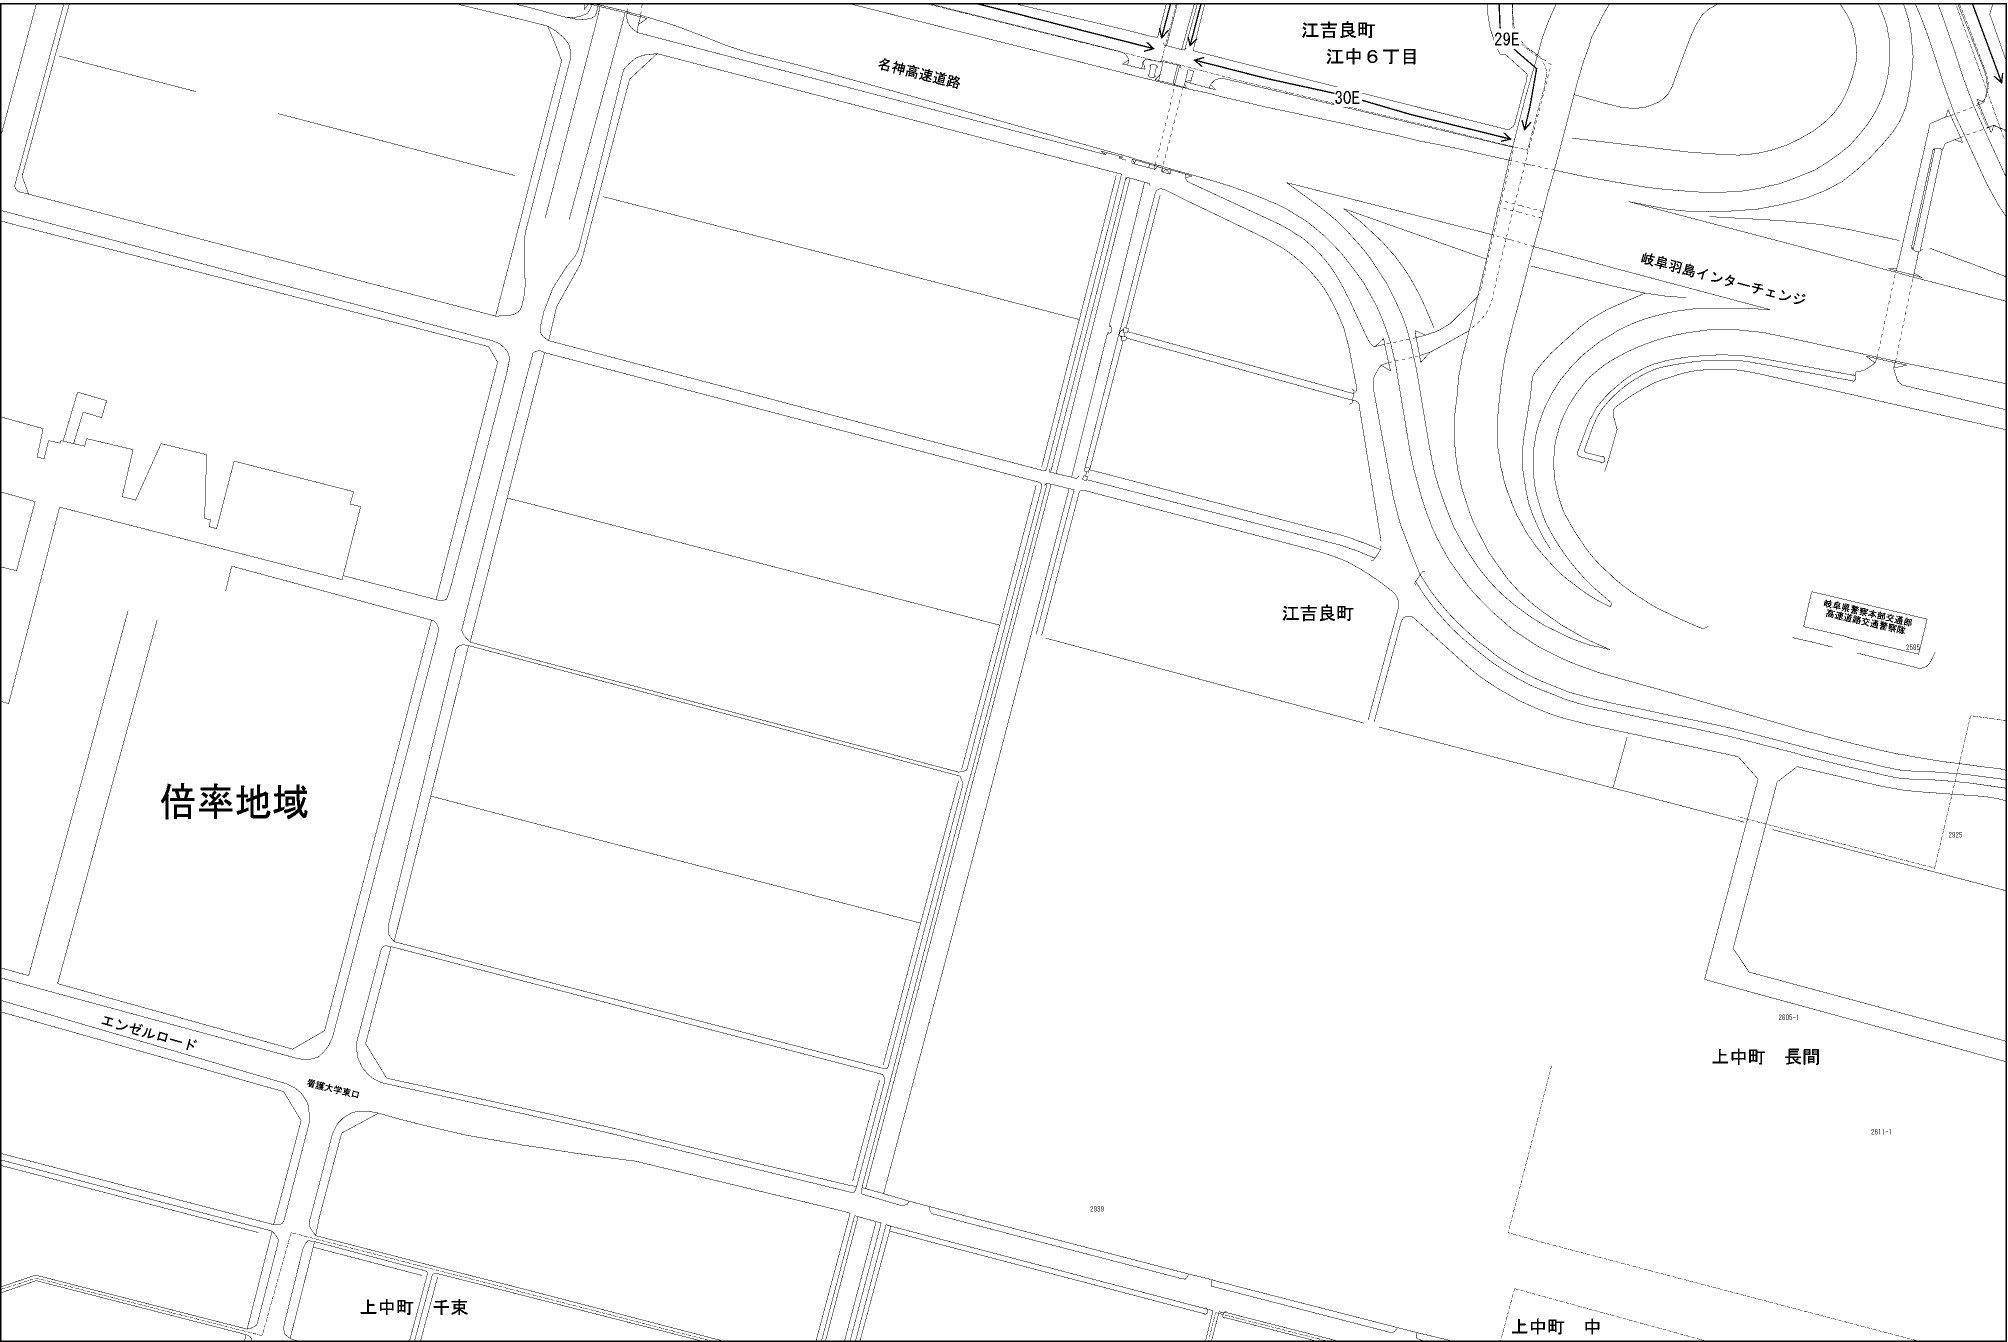 江吉良町
江中６丁目
29E
名神高速道路
30E
岐阜羽島インターチェンジ
江吉良町
岐阜県警察本部交通部
高速道路交通警察隊
2585
倍率地域
2925
エンゼルロード
2605-1
上中町　長間
看護大学東口
2611-1
2939
上中町　千束
上中町　中